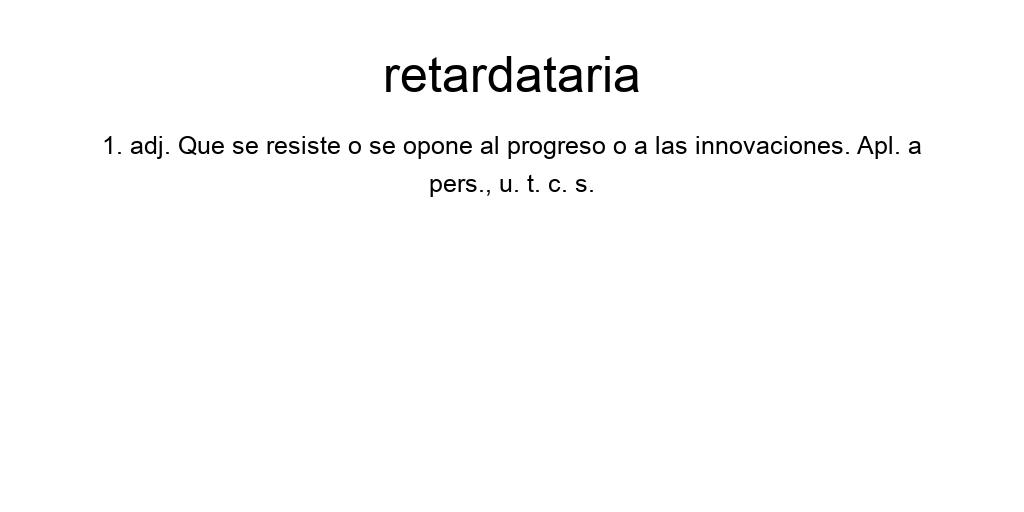 retardataria
1. adj. Que se resiste o se opone al progreso o a las innovaciones. Apl. a
pers., u. t. c. s.